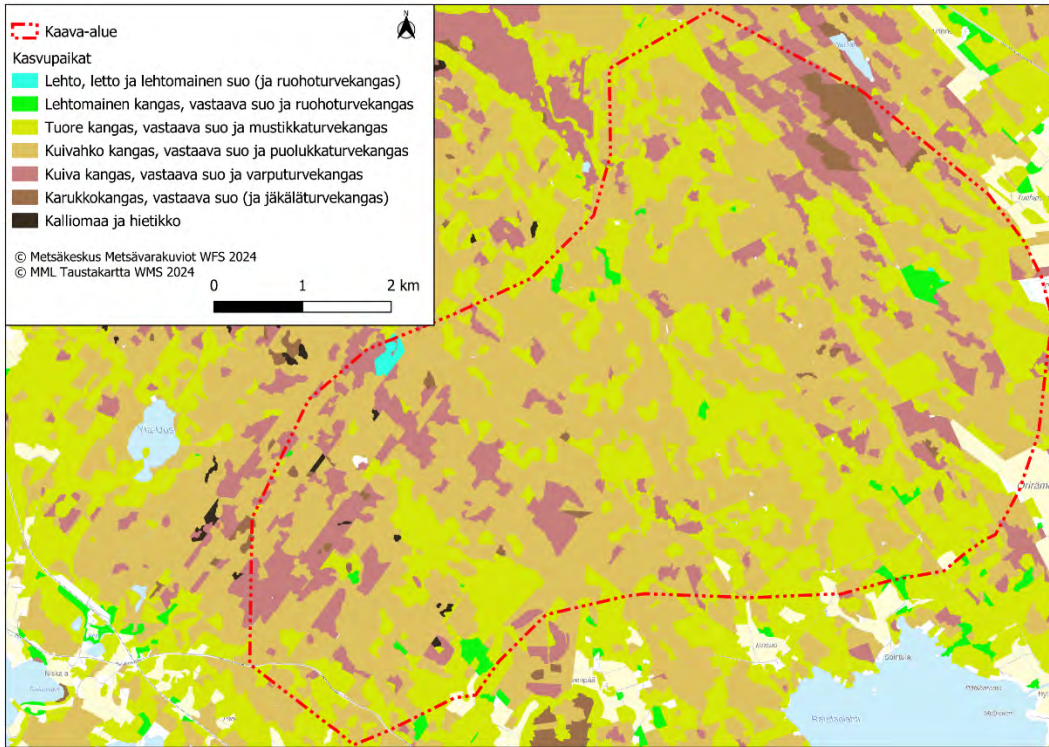 N
Kaava-alue
Kasvupaikat
Lehto, letto ja lehtomainen suo (ja ruohoturvekangas)
Lehtomainen kangas, vastaava suo ja ruohoturvekangas
Tuore kangas, vastaava suo ja mustikkaturvekangas
Kuivahko kangas, vastaava suo ja puolukkaturvekangas
Kuiva kangas, vastaava suo ja varputurvekangas
Karukkokangas, vastaava suo (ja jäkäläturvekangas)
Kalliomaa ja hietikko
© Metsäkeskus Metsävarakuviot WFS 2024
© MML Taustakartta WMS 2024
0 1 2 km